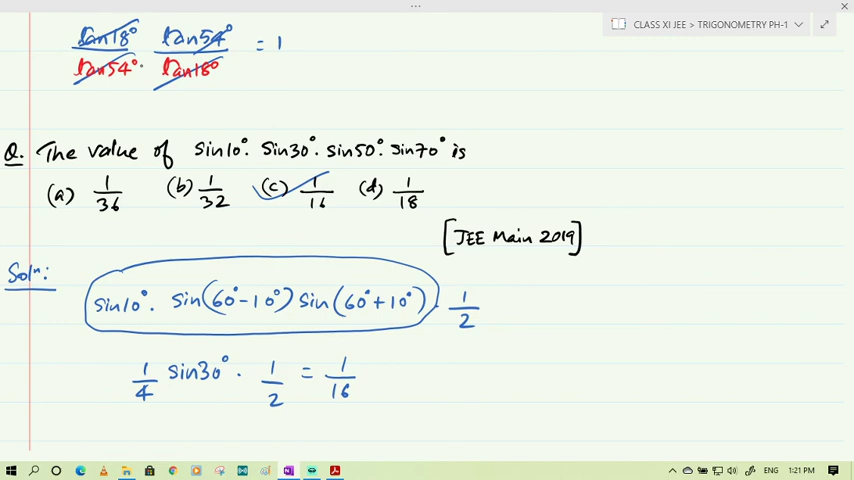 CLASS XI JEE > TRIGONOMETRY PH-1
tan18° tan54° = 1
tan54° tan18°
Q. The value of sin10°. sin30°. sin50°. sin70° is
(a) 1/36 (b) 1/32 (c) 1/16 (d) 1/18
[JEE Main 2019]
Solⁿ:
sin10°. sin(60°-10°) sin(60°+10°) . 1/2
1/4 sin30° . 1/2 = 1/16
ENG 1:21 PM